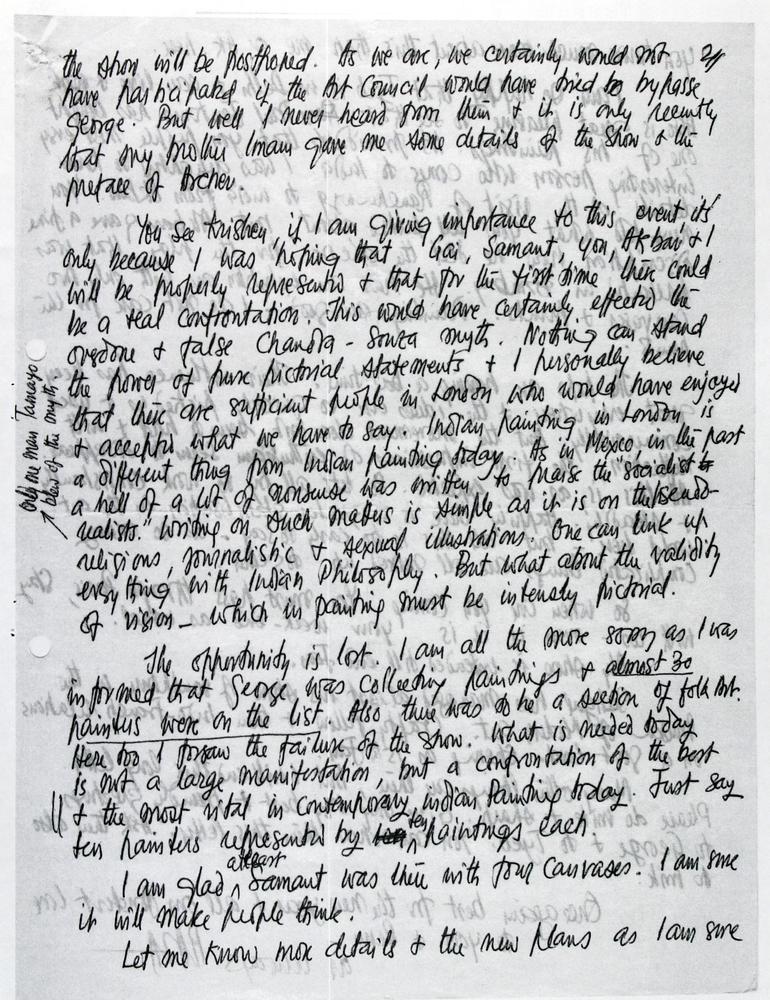 the show will be postponed. As we are, we certainly would not 2/
have participated if the Art Council would have tried to bypasse
George. But well I never heard from them & it is only recently
that my brother Imam gave me some details of the show & the
preface of Archer.
You see Krishen, if I am giving importance to this event, it's
only because I was hoping that Gai, Samant, you, Akbar & I
will be properly represented & that for the first time there could
be a real confrontation. This would have certainly effected the
overdone & false Chandra - Souza myth. Nothing can stand
the power of pure pictorial statements & I personally believe
that there are sufficient people in London who would have enjoyed
& accepted what we have to say. Indian painting in London is
a different thing from Indian painting today. As in Mexico, in the past
a hell of a lot of nonsense was written to praise the "socialist
realists." Writing on such matters is simple as it is on the pseudo-
religious, journalistic & sexual illustrations. One can link up
everything with Indian Philosophy. But what about the validity
of vision - which in painting must be intensely pictorial.
only one man Tamayo
blew off the myth
The opportunity is lost. I am all the more sorry as I was
informed that George was collecting paintings & almost 30
painters were on the list. Also there was to be a section of folk Art.
Here too I forsaw the failure of the show. What is needed today
is not a large manifestation, but a confrontation of the best
& the most vital in Contemporary indian Painting today. Just say
ten painters represented by ten paintings each.
I am glad atleast Samant was there with four canvases. I am sure
it will make people think.
Let me know more details & the new plans as I am sure